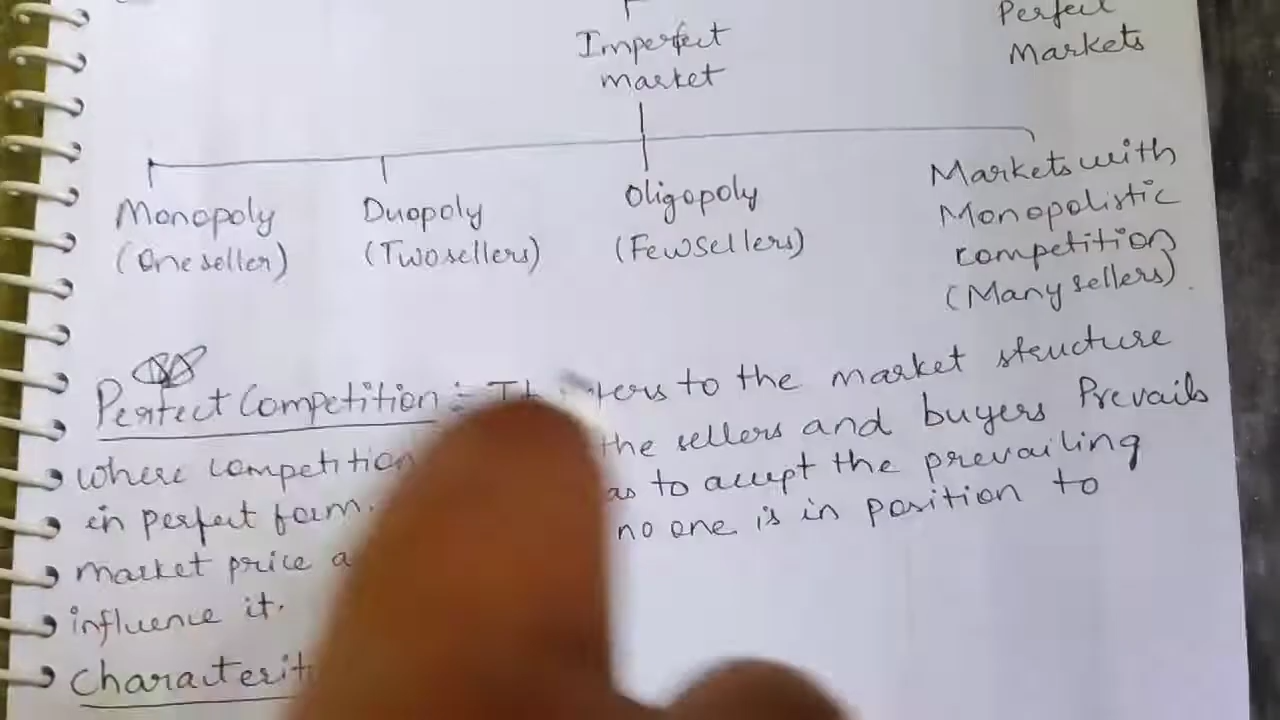 Imperfect
market
Perfect
Markets
Monopoly
(One seller)
Duopoly
(Two sellers)
Oligopoly
(Few sellers)
Markets with
Monopolistic
competition
(Many sellers).
Perfect Competition :- to the market structure
where competition the sellers and buyers Prevails
in perfect form. to accept the prevailing
market price no one is in position to
influence it.